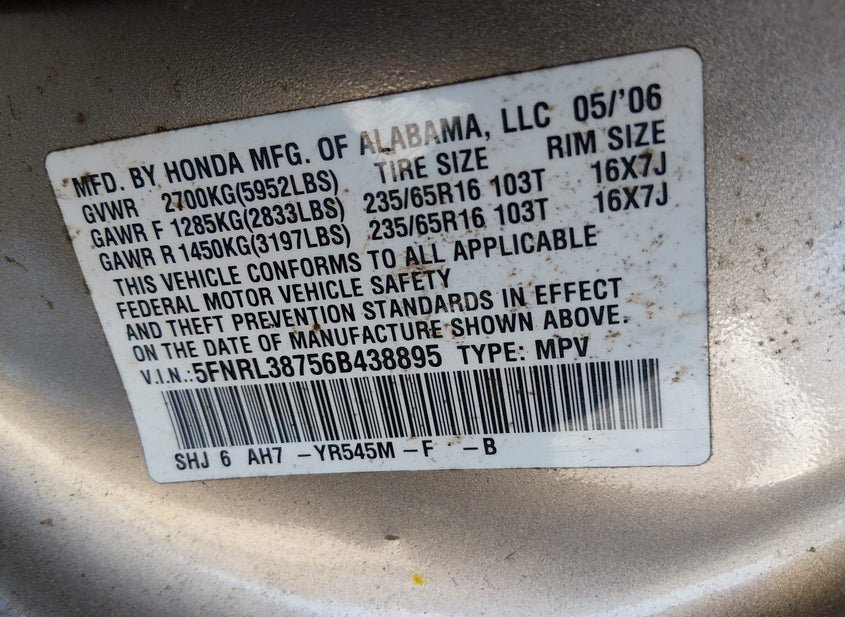 MFD. BY HONDA MFG. OF ALABAMA, LLC 05/'06
GVWR 2700KG(5952LBS) TIRE SIZE RIM SIZE
GAWR F 1285KG(2833LBS) 235/65R16 103T 16X7J
GAWR R 1450KG(3197LBS) 235/65R16 103T 16X7J
THIS VEHICLE CONFORMS TO ALL APPLICABLE
FEDERAL MOTOR VEHICLE SAFETY
AND THEFT PREVENTION STANDARDS IN EFFECT
ON THE DATE OF MANUFACTURE SHOWN ABOVE.
V.I.N.:5FNRL38756B438895 TYPE: MPV
SHJ 6 AH7 -YR545M -F -B